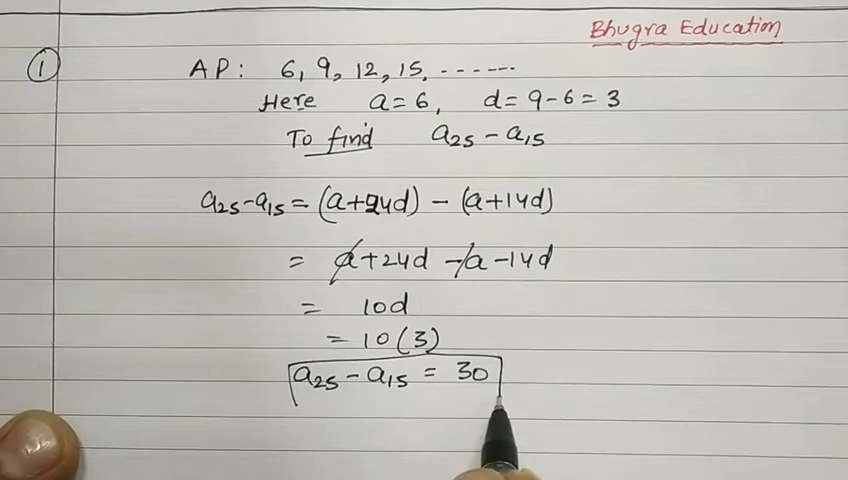 Bhugra Education
① AP: 6, 9, 12, 15, ------
Here a = 6, d = 9 - 6 = 3
To find a₂₅ - a₁₅
a₂₅ - a₁₅ = (a + 24d) - (a + 14d)
= a + 24d - a - 14d
= 10d
= 10 (3)
a₂₅ - a₁₅ = 30